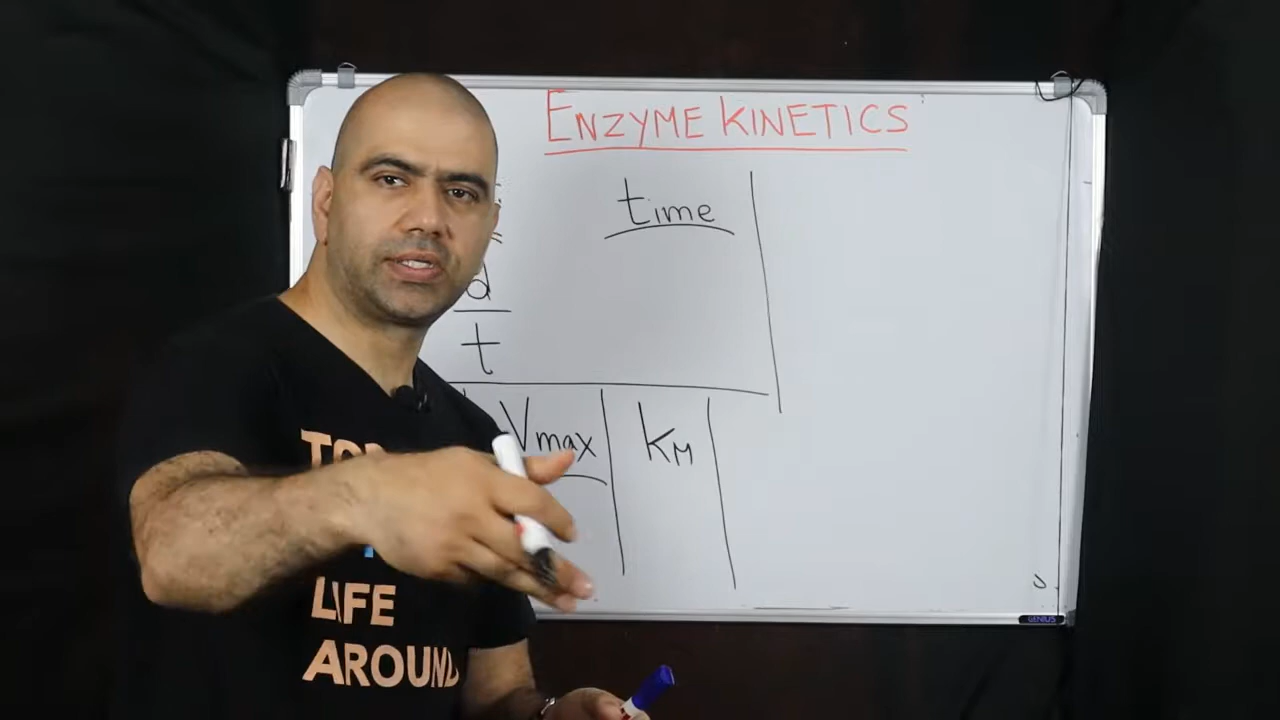 ENZYME KINETICS
time
d
t
Vmax
KM
LIFE
AROUND
GENIUS